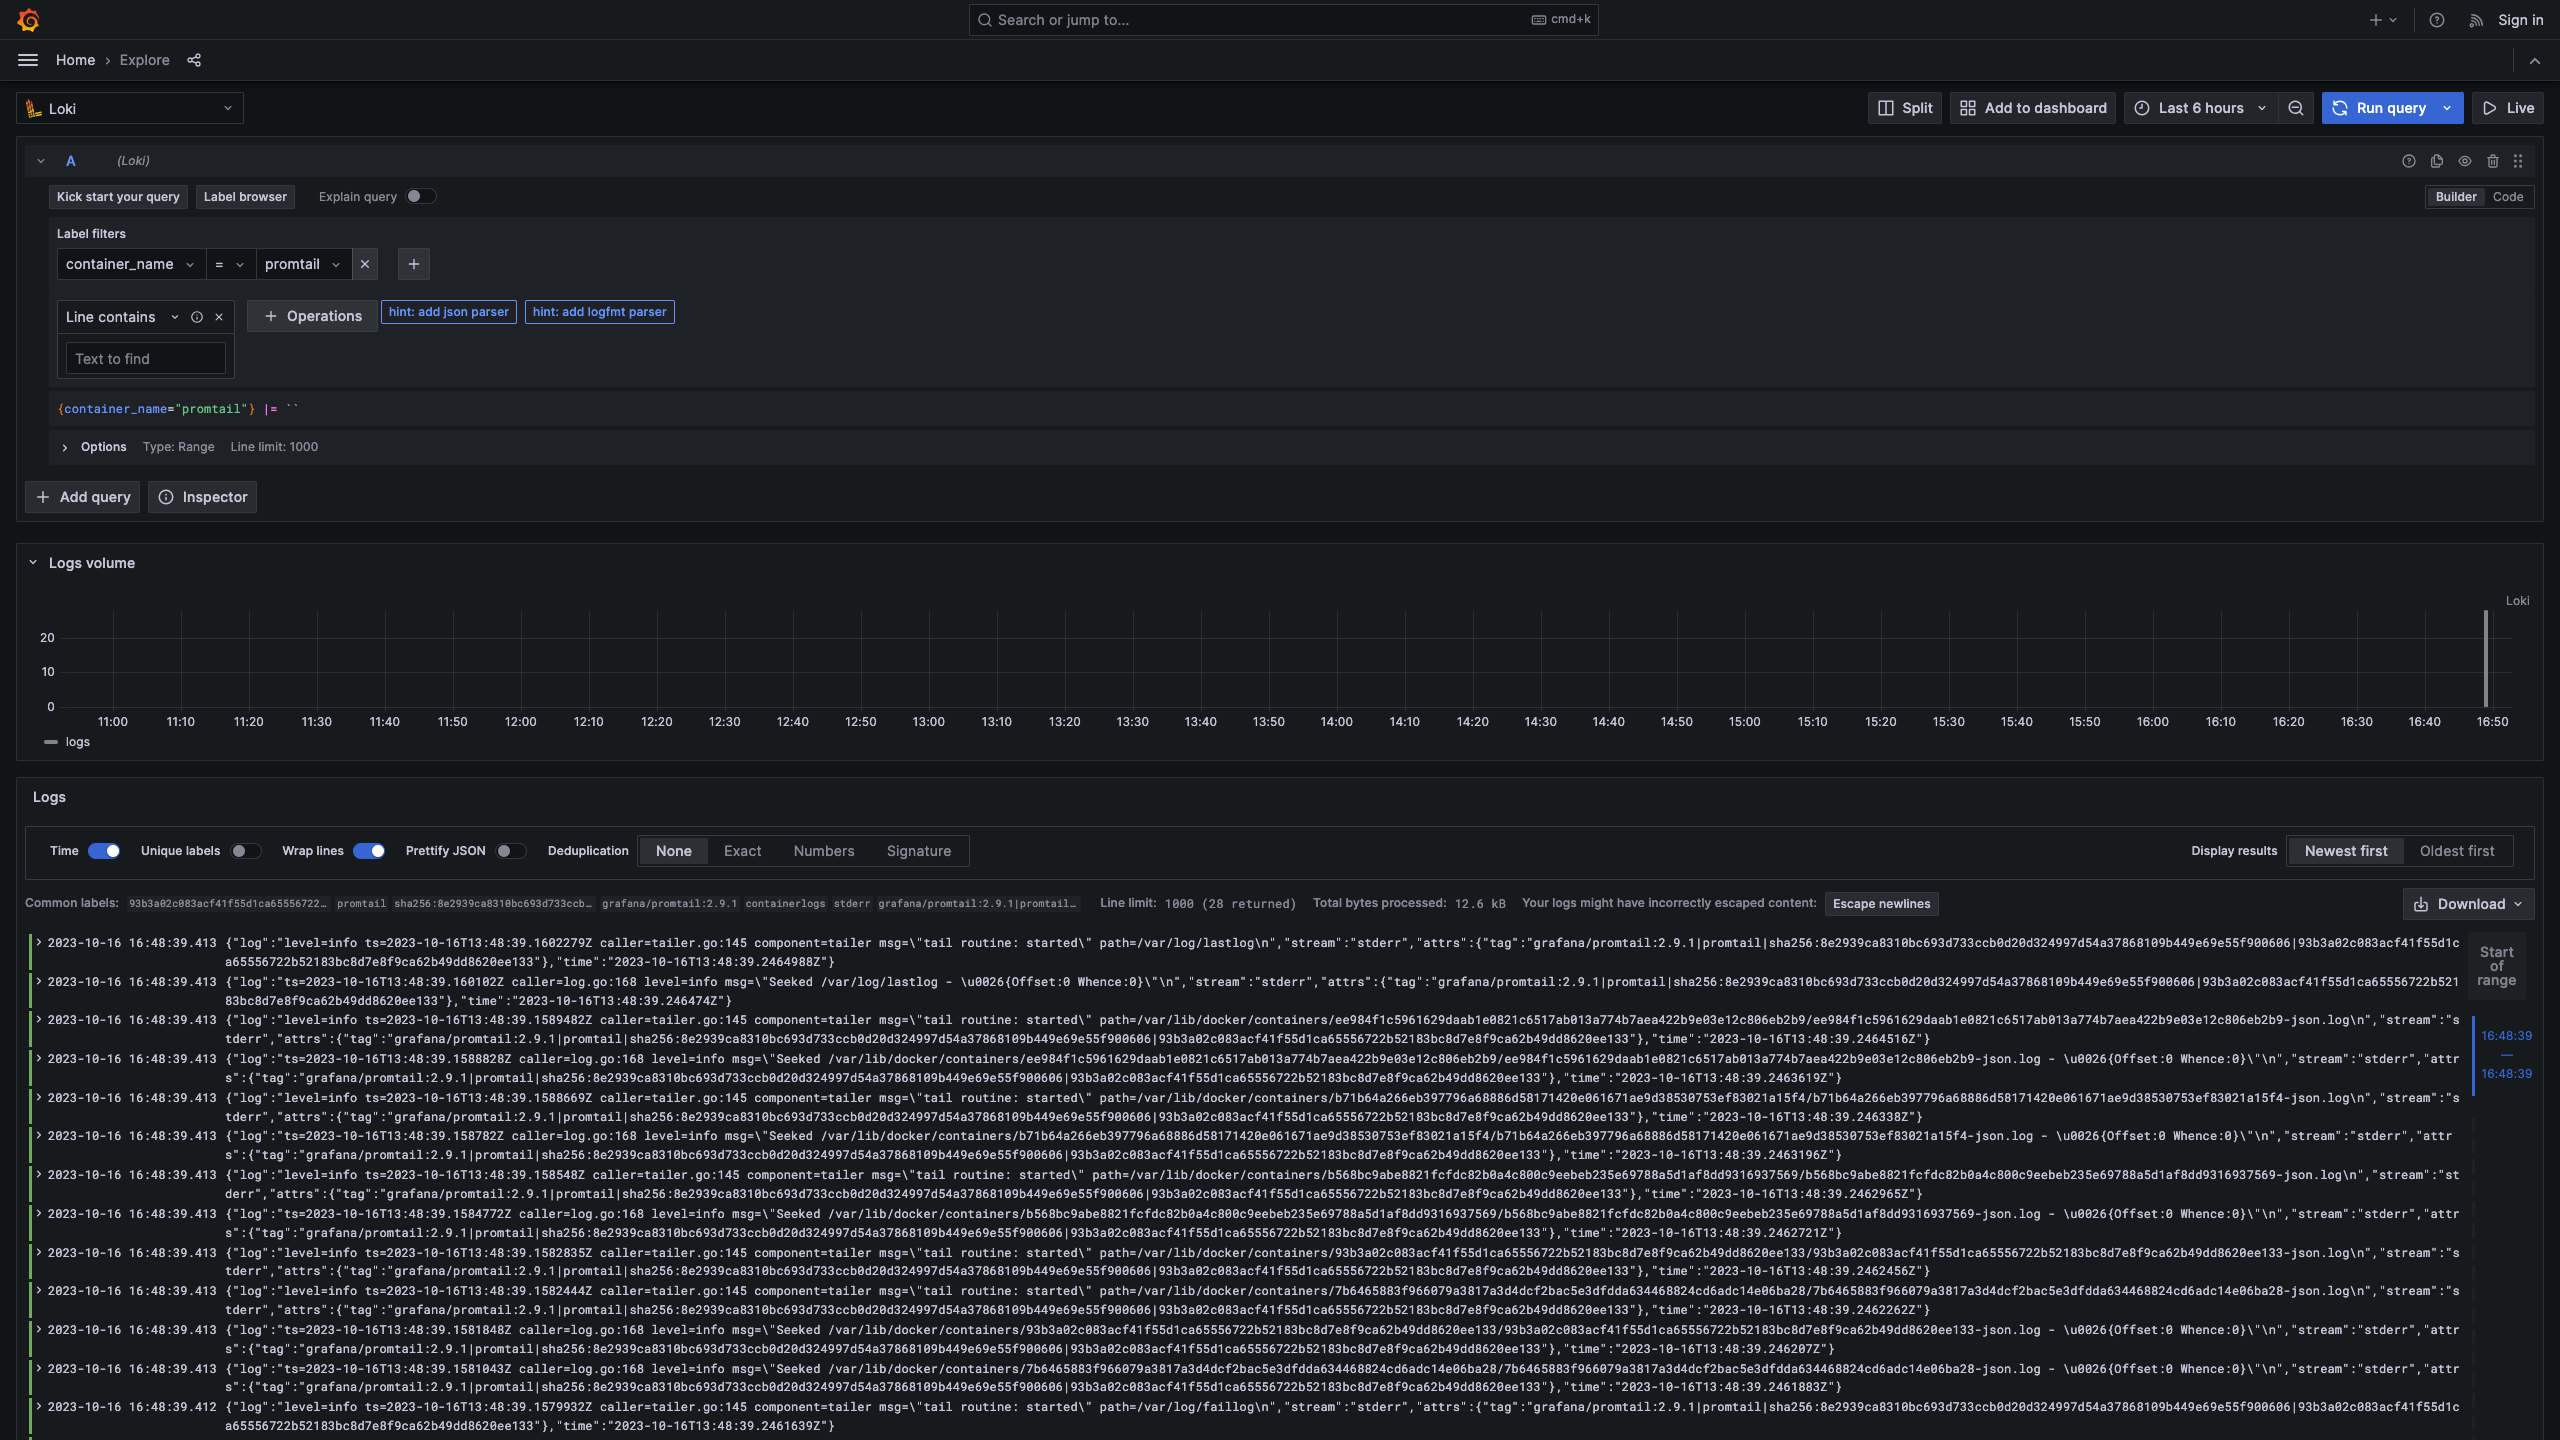 Search or jump to... cmd+k Sign in
Home › Explore
Loki Split Add to dashboard Last 6 hours Run query Live
A (Loki)
Kick start your query Label browser Explain query Builder Code
Label filters
container_name = promtail
Line contains Operations hint: add json parser hint: add logfmt parser
Text to find
{container_name="promtail"} |= ``
Options Type: Range Line limit: 1000
Add query Inspector
Logs volume
Loki
20
10
0
11:00 11:10 11:20 11:30 11:40 11:50 12:00 12:10 12:20 12:30 12:40 12:50 13:00 13:10 13:20 13:30 13:40 13:50 14:00 14:10 14:20 14:30 14:40 14:50 15:00 15:10 15:20 15:30 15:40 15:50 16:00 16:10 16:20 16:30 16:40 16:50
logs
Logs
Time Unique labels Wrap lines Prettify JSON Deduplication None Exact Numbers Signature Display results Newest first Oldest first
Common labels: 93b3a02c083acf41f55d1ca65556722… promtail sha256:8e2939ca8310bc693d733ccb… grafana/promtail:2.9.1 containerlogs stderr grafana/promtail:2.9.1|promtail… Line limit: 1000 (28 returned) Total bytes processed: 12.6 kB Your logs might have incorrectly escaped content: Escape newlines Download
2023-10-16 16:48:39.413 {"log":"level=info ts=2023-10-16T13:48:39.1602279Z caller=tailer.go:145 component=tailer msg=\"tail routine: started\" path=/var/log/lastlog\n","stream":"stderr","attrs":{"tag":"grafana/promtail:2.9.1|promtail|sha256:8e2939ca8310bc693d733ccb0d20d324997d54a37868109b449e69e55f900606|93b3a02c083acf41f55d1c
a65556722b52183bc8d7e8f9ca62b49dd8620ee133"},"time":"2023-10-16T13:48:39.2464988Z"}
2023-10-16 16:48:39.413 {"log":"ts=2023-10-16T13:48:39.160102Z caller=log.go:168 level=info msg=\"Seeked /var/log/lastlog - \u0026{Offset:0 Whence:0}\"\n","stream":"stderr","attrs":{"tag":"grafana/promtail:2.9.1|promtail|sha256:8e2939ca8310bc693d733ccb0d20d324997d54a37868109b449e69e55f900606|93b3a02c083acf41f55d1ca65556722b521
83bc8d7e8f9ca62b49dd8620ee133"},"time":"2023-10-16T13:48:39.246474Z"}
2023-10-16 16:48:39.413 {"log":"level=info ts=2023-10-16T13:48:39.1589482Z caller=tailer.go:145 component=tailer msg=\"tail routine: started\" path=/var/lib/docker/containers/ee984f1c5961629daab1e0821c6517ab013a774b7aea422b9e03e12c806eb2b9/ee984f1c5961629daab1e0821c6517ab013a774b7aea422b9e03e12c806eb2b9-json.log\n","stream":"s
tderr","attrs":{"tag":"grafana/promtail:2.9.1|promtail|sha256:8e2939ca8310bc693d733ccb0d20d324997d54a37868109b449e69e55f900606|93b3a02c083acf41f55d1ca65556722b52183bc8d7e8f9ca62b49dd8620ee133"},"time":"2023-10-16T13:48:39.2464516Z"}
2023-10-16 16:48:39.413 {"log":"ts=2023-10-16T13:48:39.1588828Z caller=log.go:168 level=info msg=\"Seeked /var/lib/docker/containers/ee984f1c5961629daab1e0821c6517ab013a774b7aea422b9e03e12c806eb2b9/ee984f1c5961629daab1e0821c6517ab013a774b7aea422b9e03e12c806eb2b9-json.log - \u0026{Offset:0 Whence:0}\"\n","stream":"stderr","attr
s":{"tag":"grafana/promtail:2.9.1|promtail|sha256:8e2939ca8310bc693d733ccb0d20d324997d54a37868109b449e69e55f900606|93b3a02c083acf41f55d1ca65556722b52183bc8d7e8f9ca62b49dd8620ee133"},"time":"2023-10-16T13:48:39.2463619Z"}
2023-10-16 16:48:39.413 {"log":"level=info ts=2023-10-16T13:48:39.1588669Z caller=tailer.go:145 component=tailer msg=\"tail routine: started\" path=/var/lib/docker/containers/b71b64a266eb397796a68886d58171420e061671ae9d38530753ef83021a15f4/b71b64a266eb397796a68886d58171420e061671ae9d38530753ef83021a15f4-json.log\n","stream":"s
tderr","attrs":{"tag":"grafana/promtail:2.9.1|promtail|sha256:8e2939ca8310bc693d733ccb0d20d324997d54a37868109b449e69e55f900606|93b3a02c083acf41f55d1ca65556722b52183bc8d7e8f9ca62b49dd8620ee133"},"time":"2023-10-16T13:48:39.246338Z"}
2023-10-16 16:48:39.413 {"log":"ts=2023-10-16T13:48:39.158782Z caller=log.go:168 level=info msg=\"Seeked /var/lib/docker/containers/b71b64a266eb397796a68886d58171420e061671ae9d38530753ef83021a15f4/b71b64a266eb397796a68886d58171420e061671ae9d38530753ef83021a15f4-json.log - \u0026{Offset:0 Whence:0}\"\n","stream":"stderr","attr
s":{"tag":"grafana/promtail:2.9.1|promtail|sha256:8e2939ca8310bc693d733ccb0d20d324997d54a37868109b449e69e55f900606|93b3a02c083acf41f55d1ca65556722b52183bc8d7e8f9ca62b49dd8620ee133"},"time":"2023-10-16T13:48:39.2463196Z"}
2023-10-16 16:48:39.413 {"log":"level=info ts=2023-10-16T13:48:39.158548Z caller=tailer.go:145 component=tailer msg=\"tail routine: started\" path=/var/lib/docker/containers/b568bc9abe8821fcfdc82b0a4c800c9eebeb235e69788a5d1af8dd9316937569/b568bc9abe8821fcfdc82b0a4c800c9eebeb235e69788a5d1af8dd9316937569-json.log\n","stream":"st
derr","attrs":{"tag":"grafana/promtail:2.9.1|promtail|sha256:8e2939ca8310bc693d733ccb0d20d324997d54a37868109b449e69e55f900606|93b3a02c083acf41f55d1ca65556722b52183bc8d7e8f9ca62b49dd8620ee133"},"time":"2023-10-16T13:48:39.2462965Z"}
2023-10-16 16:48:39.413 {"log":"ts=2023-10-16T13:48:39.1584772Z caller=log.go:168 level=info msg=\"Seeked /var/lib/docker/containers/b568bc9abe8821fcfdc82b0a4c800c9eebeb235e69788a5d1af8dd9316937569/b568bc9abe8821fcfdc82b0a4c800c9eebeb235e69788a5d1af8dd9316937569-json.log - \u0026{Offset:0 Whence:0}\"\n","stream":"stderr","attr
s":{"tag":"grafana/promtail:2.9.1|promtail|sha256:8e2939ca8310bc693d733ccb0d20d324997d54a37868109b449e69e55f900606|93b3a02c083acf41f55d1ca65556722b52183bc8d7e8f9ca62b49dd8620ee133"},"time":"2023-10-16T13:48:39.2462721Z"}
2023-10-16 16:48:39.413 {"log":"level=info ts=2023-10-16T13:48:39.1582835Z caller=tailer.go:145 component=tailer msg=\"tail routine: started\" path=/var/lib/docker/containers/93b3a02c083acf41f55d1ca65556722b52183bc8d7e8f9ca62b49dd8620ee133/93b3a02c083acf41f55d1ca65556722b52183bc8d7e8f9ca62b49dd8620ee133-json.log\n","stream":"s
tderr","attrs":{"tag":"grafana/promtail:2.9.1|promtail|sha256:8e2939ca8310bc693d733ccb0d20d324997d54a37868109b449e69e55f900606|93b3a02c083acf41f55d1ca65556722b52183bc8d7e8f9ca62b49dd8620ee133"},"time":"2023-10-16T13:48:39.2462456Z"}
2023-10-16 16:48:39.413 {"log":"level=info ts=2023-10-16T13:48:39.1582444Z caller=tailer.go:145 component=tailer msg=\"tail routine: started\" path=/var/lib/docker/containers/7b6465883f966079a3817a3d4dcf2bac5e3dfdda634468824cd6adc14e06ba28/7b6465883f966079a3817a3d4dcf2bac5e3dfdda634468824cd6adc14e06ba28-json.log\n","stream":"s
tderr","attrs":{"tag":"grafana/promtail:2.9.1|promtail|sha256:8e2939ca8310bc693d733ccb0d20d324997d54a37868109b449e69e55f900606|93b3a02c083acf41f55d1ca65556722b52183bc8d7e8f9ca62b49dd8620ee133"},"time":"2023-10-16T13:48:39.2462262Z"}
2023-10-16 16:48:39.413 {"log":"ts=2023-10-16T13:48:39.1581848Z caller=log.go:168 level=info msg=\"Seeked /var/lib/docker/containers/93b3a02c083acf41f55d1ca65556722b52183bc8d7e8f9ca62b49dd8620ee133/93b3a02c083acf41f55d1ca65556722b52183bc8d7e8f9ca62b49dd8620ee133-json.log - \u0026{Offset:0 Whence:0}\"\n","stream":"stderr","attr
s":{"tag":"grafana/promtail:2.9.1|promtail|sha256:8e2939ca8310bc693d733ccb0d20d324997d54a37868109b449e69e55f900606|93b3a02c083acf41f55d1ca65556722b52183bc8d7e8f9ca62b49dd8620ee133"},"time":"2023-10-16T13:48:39.246207Z"}
2023-10-16 16:48:39.413 {"log":"ts=2023-10-16T13:48:39.1581043Z caller=log.go:168 level=info msg=\"Seeked /var/lib/docker/containers/7b6465883f966079a3817a3d4dcf2bac5e3dfdda634468824cd6adc14e06ba28/7b6465883f966079a3817a3d4dcf2bac5e3dfdda634468824cd6adc14e06ba28-json.log - \u0026{Offset:0 Whence:0}\"\n","stream":"stderr","attr
s":{"tag":"grafana/promtail:2.9.1|promtail|sha256:8e2939ca8310bc693d733ccb0d20d324997d54a37868109b449e69e55f900606|93b3a02c083acf41f55d1ca65556722b52183bc8d7e8f9ca62b49dd8620ee133"},"time":"2023-10-16T13:48:39.2461883Z"}
2023-10-16 16:48:39.412 {"log":"level=info ts=2023-10-16T13:48:39.1579932Z caller=tailer.go:145 component=tailer msg=\"tail routine: started\" path=/var/log/faillog\n","stream":"stderr","attrs":{"tag":"grafana/promtail:2.9.1|promtail|sha256:8e2939ca8310bc693d733ccb0d20d324997d54a37868109b449e69e55f900606|93b3a02c083acf41f55d1c
a65556722b52183bc8d7e8f9ca62b49dd8620ee133"},"time":"2023-10-16T13:48:39.2461639Z"}
Start
of
range
16:48:39
—
16:48:39